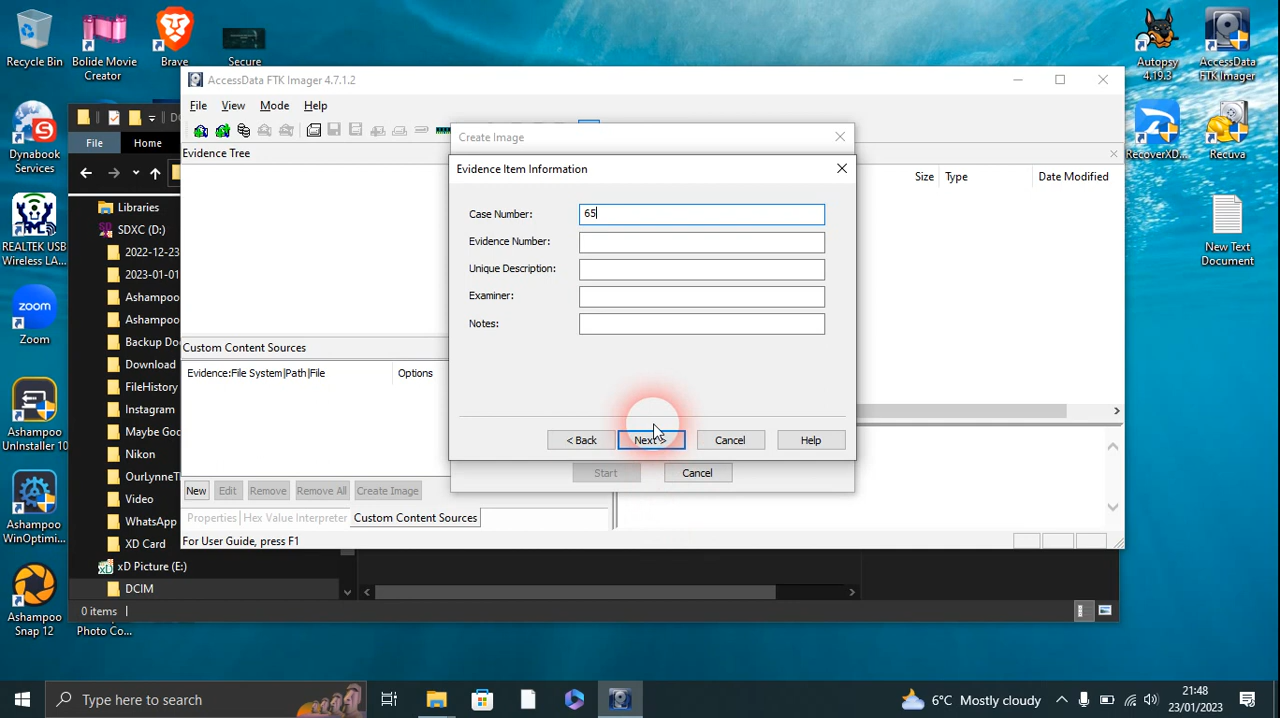 Recycle Bin
Bolide Movie
Creator
Brave
Secure
Dynabook
Services
REALTEK USB
Wireless LA...
Zoom
zoom
Ashampoo
UnInstaller 10
Ashampoo
WinOptimi...
Ashampoo
Snap 12
Photo Co...
Autopsy
4.19.3
AccessData
FTK Imager
RecoverXD...
Recuva
New Text
Document
AccessData FTK Imager 4.7.1.2
File View Mode Help
Evidence Tree
Size Type Date Modified
File Home
Libraries
SDXC (D:)
2022-12-23
2023-01-01
Ashampoo
Ashampoo
Backup Do
Download
FileHistory
Instagram
Maybe Goo
Nikon
OurLynneT
Video
WhatsApp
XD Card
xD Picture (E:)
DCIM
0 items
Custom Content Sources
Evidence:File System|Path|File Options
New Edit Remove Remove All Create Image
Properties Hex Value Interpreter Custom Content Sources
For User Guide, press F1
Create Image
Evidence Item Information
Case Number: 65
Evidence Number:
Unique Description:
Examiner:
Notes:
< Back Next > Cancel Help
Start Cancel
Type here to search
6°C Mostly cloudy
21:48
23/01/2023